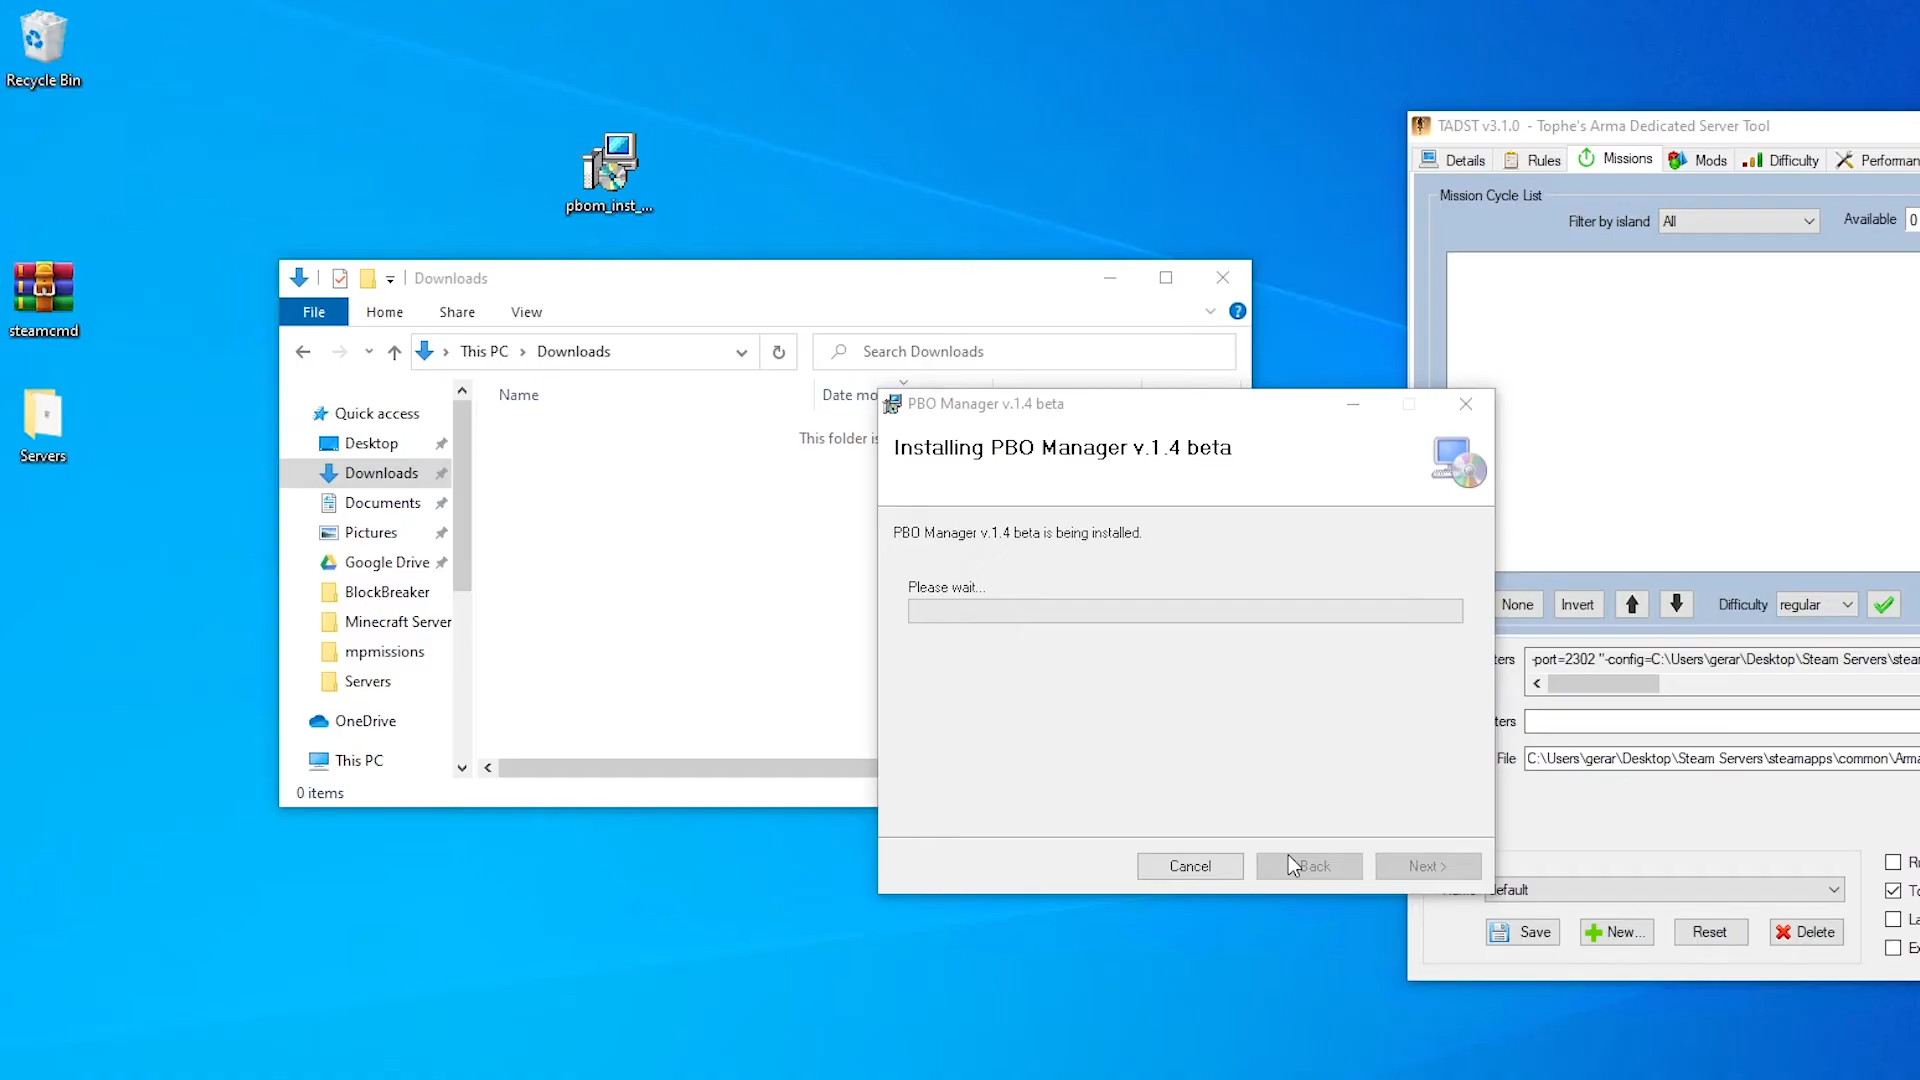 Recycle Bin
pbom_inst_...
steamcmd
Servers
Downloads
File
Home
Share
View
This PC
Downloads
Search Downloads
Name
Date mo
Quick access
Desktop
Downloads
Documents
Pictures
Google Drive
BlockBreaker
Minecraft Server
mpmissions
Servers
OneDrive
This PC
This folder is
0 items
PBO Manager v.1.4 beta
Installing PBO Manager v.1.4 beta
PBO Manager v.1.4 beta is being installed.
Please wait...
Cancel
Back
Next >
TADST v3.1.0 - Tophe's Arma Dedicated Server Tool
Details
Rules
Missions
Mods
Difficulty
Performan
Mission Cycle List
Filter by island
All
Available
0
None
Invert
Difficulty
regular
ters
-port=2302 "-config=C:\Users\gerar\Desktop\Steam Servers\stea
ters
File
C:\Users\gerar\Desktop\Steam Servers\steamapps\common\Arma
efault
Save
New...
Reset
Delete